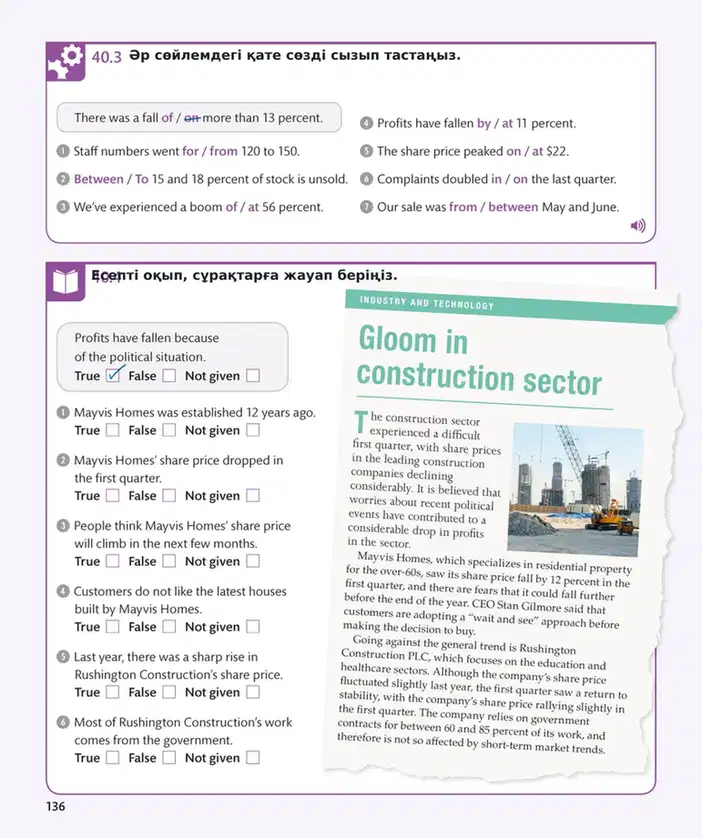 40.3 Әр сөйлемдегі қате сөзді сызып тастаңыз.
There was a fall of / on more than 13 percent.
1 Staff numbers went for / from 120 to 150.
2 Between / To 15 and 18 percent of stock is unsold.
3 We've experienced a boom of / at 56 percent.
4 Profits have fallen by / at 11 percent.
5 The share price peaked on / at $22.
6 Complaints doubled in / on the last quarter.
7 Our sale was from / between May and June.
Есепті оқып, сұрақтарға жауап беріңіз.
Profits have fallen because
of the political situation.
True False Not given
1 Mayvis Homes was established 12 years ago.
True False Not given
2 Mayvis Homes' share price dropped in
the first quarter.
True False Not given
3 People think Mayvis Homes' share price
will climb in the next few months.
True False Not given
4 Customers do not like the latest houses
built by Mayvis Homes.
True False Not given
5 Last year, there was a sharp rise in
Rushington Construction's share price.
True False Not given
6 Most of Rushington Construction's work
comes from the government.
True False Not given
INDUSTRY AND TECHNOLOGY
Gloom in
construction sector
The construction sector
experienced a difficult
first quarter, with share prices
in the leading construction
companies declining
considerably. It is believed that
worries about recent political
events have contributed to a
considerable drop in profits
in the sector.
Mayvis Homes, which specializes in residential property
for the over-60s, saw its share price fall by 12 percent in the
first quarter, and there are fears that it could fall further
before the end of the year. CEO Stan Gilmore said that
customers are adopting a "wait and see" approach before
making the decision to buy.
Going against the general trend is Rushington
Construction PLC, which focuses on the education and
healthcare sectors. Although the company's share price
fluctuated slightly last year, the first quarter saw a return to
stability, with the company's share price rallying slightly in
the first quarter. The company relies on government
contracts for between 60 and 85 percent of its work, and
therefore is not so affected by short-term market trends.
136